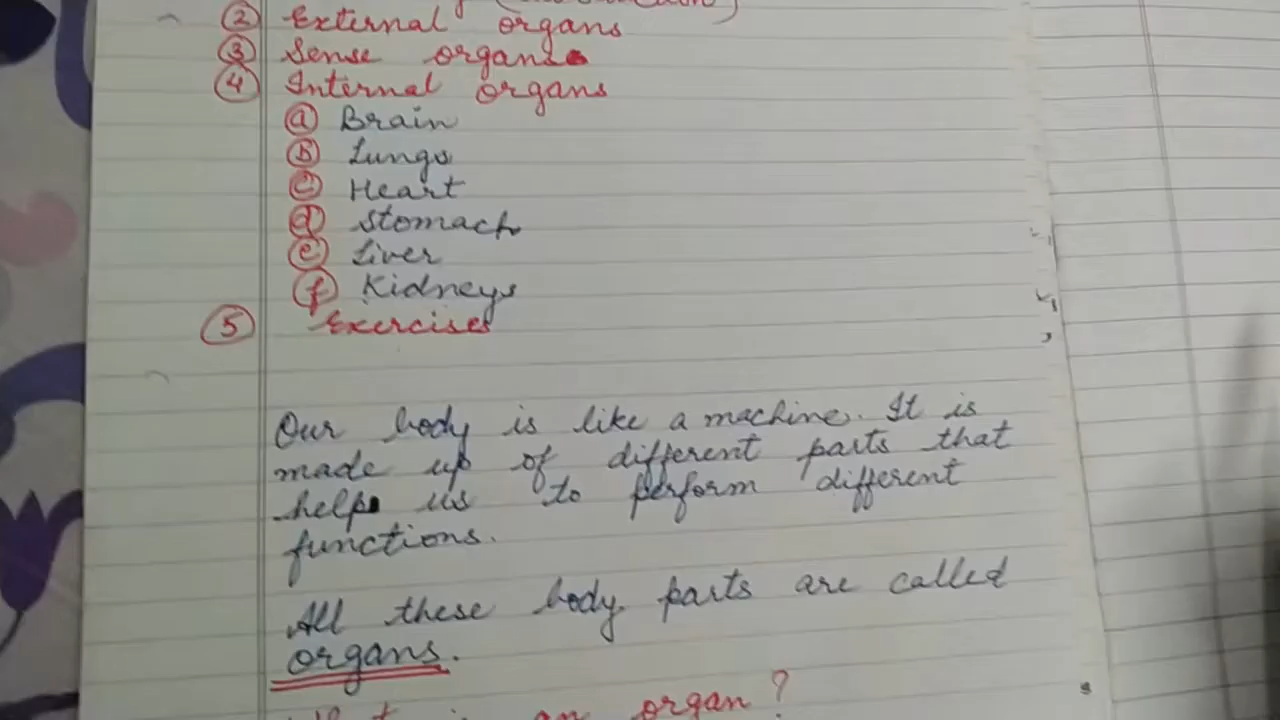 ② External organs
③ Sense organs
④ Internal organs
ⓐ Brain
ⓑ Lungs
ⓒ Heart
ⓓ Stomach
ⓔ Liver
ⓕ Kidneys
⑤ Exercises
Our body is like a machine. It is
made up of different parts that
help us to perform different
functions.
All these body parts are called
organs.
an organ?